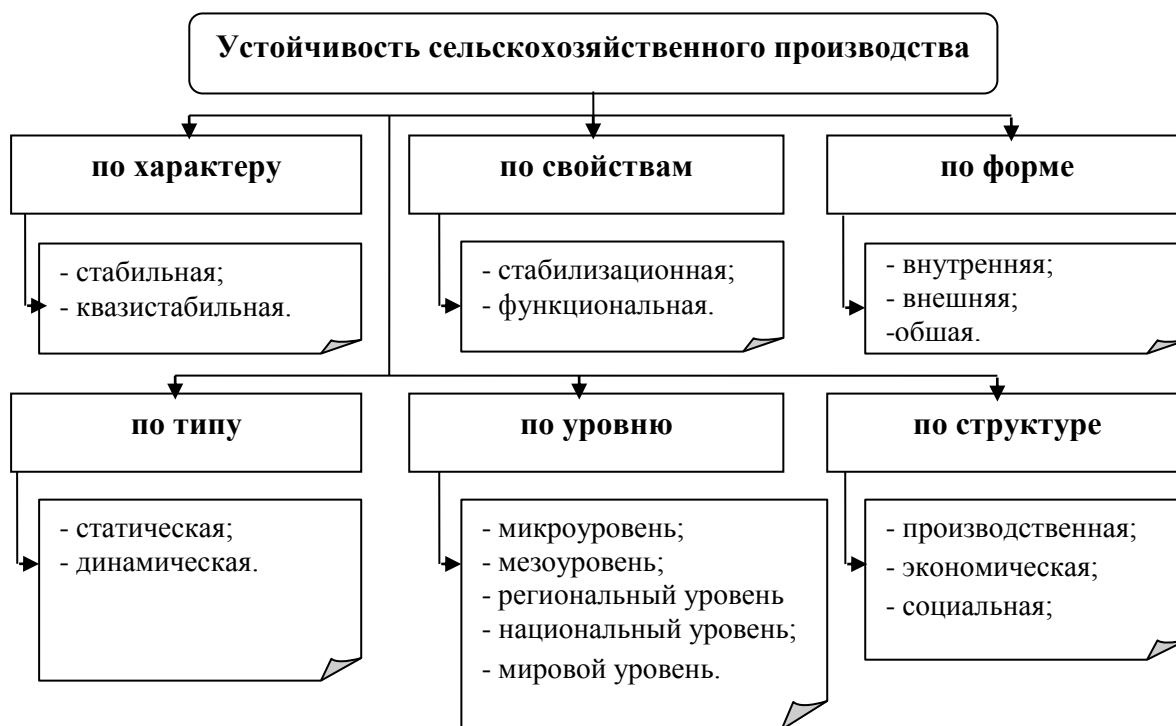 Устойчивость сельскохозяйственного производства
по характеру
по свойствам
по форме
- стабильная;
- квазистабильная.
- стабилизационная;
- функциональная.
- внутренняя;
- внешняя;
-обшая.
по типу
по уровню
по структуре
- статическая;
- динамическая.
- микроуровень;
- мезоуровень;
- региональный уровень
- национальный уровень;
- мировой уровень.
- производственная;
- экономическая;
- социальная;